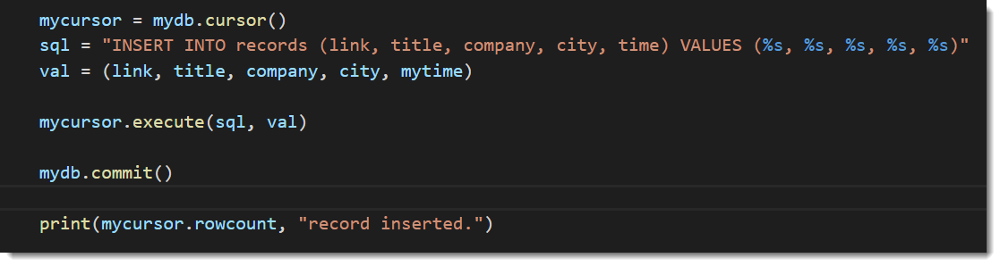 mycursor = mydb.cursor()
sql = "INSERT INTO records (link, title, company, city, time) VALUES (%s, %s, %s, %s, %s)"
val = (link, title, company, city, mytime)
mycursor.execute(sql, val)
mydb.commit()
print(mycursor.rowcount, "record inserted.")